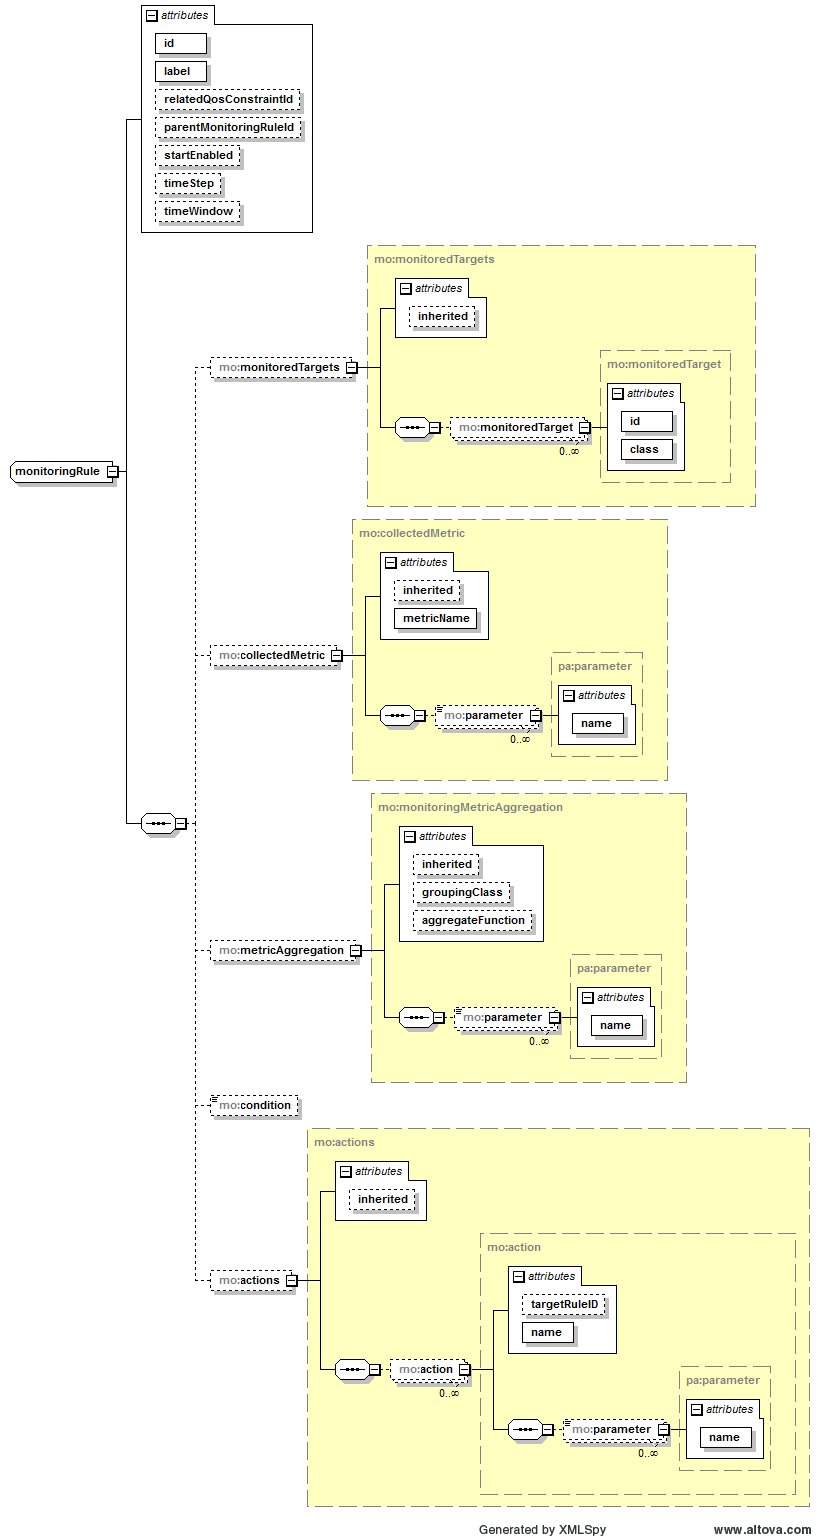 attributes
id
label
relatedQosConstraintId
parentMonitoringRuleId
startEnabled
timeStep
timeWindow
mo:monitoredTargets
attributes
inherited
mo:monitoredTargets
mo:monitoredTarget
attributes
mo:monitoredTarget
id
0..∞
class
monitoringRule
mo:collectedMetric
attributes
inherited
metricName
mo:collectedMetric
pa:parameter
attributes
mo:parameter
name
0..∞
mo:monitoringMetricAggregation
attributes
inherited
groupingClass
aggregateFunction
mo:metricAggregation
pa:parameter
attributes
mo:parameter
name
0..∞
mo:condition
mo:actions
attributes
inherited
mo:action
mo:actions
attributes
targetRuleID
name
mo:action
0..∞
pa:parameter
attributes
mo:parameter
name
0..∞
Generated by XMLSpy
www.altova.com